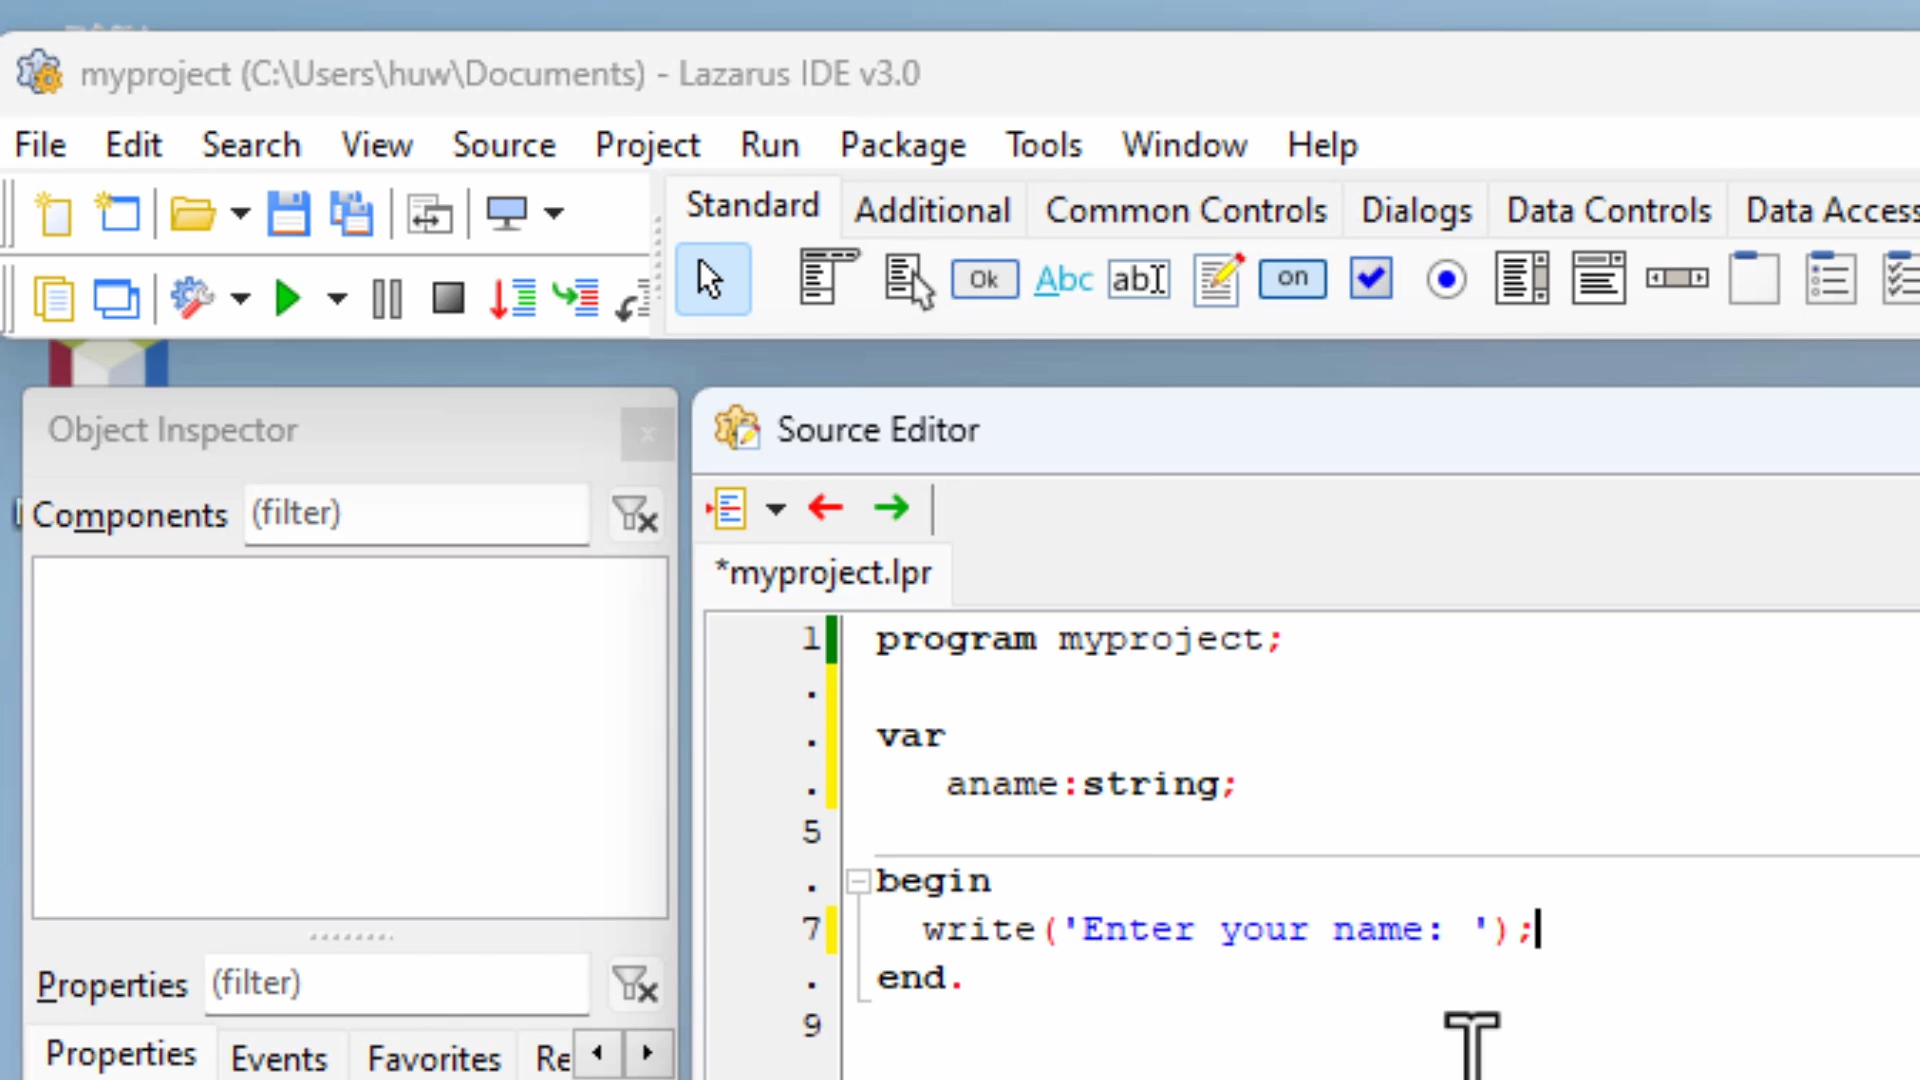 myproject (C:\Users\huw\Documents) - Lazarus IDE v3.0
File Edit Search View Source Project Run Package Tools Window Help
Standard Additional Common Controls Dialogs Data Controls Data Access
Ok Abc ab on
Object Inspector
Source Editor
Components (filter)
*myproject.lpr
1 program myproject;
.
. var
. aname:string;
5
. begin
7 write('Enter your name: ');
. end.
9
Properties (filter)
Properties Events Favorites Re